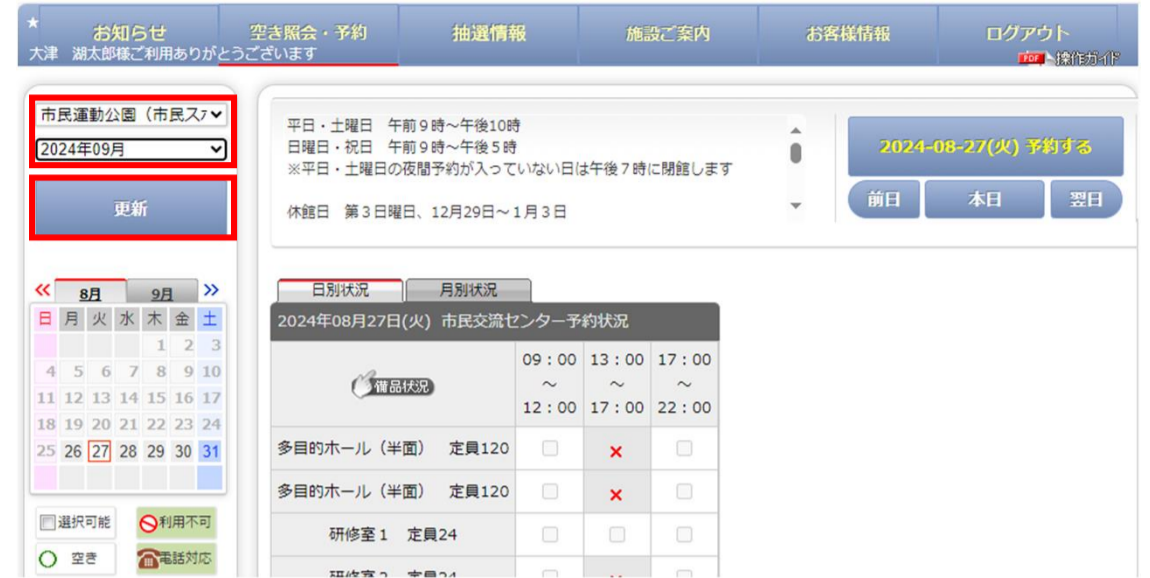 ★
お知らせ 空き照会・予約 抽選情報 施設ご案内 お客様情報 ログアウト
大津 湖太郎様ご利用ありがとうございます
PDF 操作ガイド
市民運動公園（市民ス
2024年09月
更新
平日・土曜日 午前９時～午後10時
日曜日・祝日 午前９時～午後５時
※平日・土曜日の夜間予約が入っていない日は午後７時に閉館します
休館日 第３日曜日、12月29日～１月３日
2024-08-27(火) 予約する
前日 本日 翌日
8月 9月
日 月 火 水 木 金 土
1 2 3
4 5 6 7 8 9 10
11 12 13 14 15 16 17
18 19 20 21 22 23 24
25 26 27 28 29 30 31
選択可能 利用不可
空き 電話対応
日別状況 月別状況
2024年08月27日(火) 市民交流センター予約状況
備品状況
09：00 13：00 17：00
～ ～ ～
12：00 17：00 22：00
多目的ホール（半面） 定員120
多目的ホール（半面） 定員120
研修室１ 定員24
研修室２ 定員24